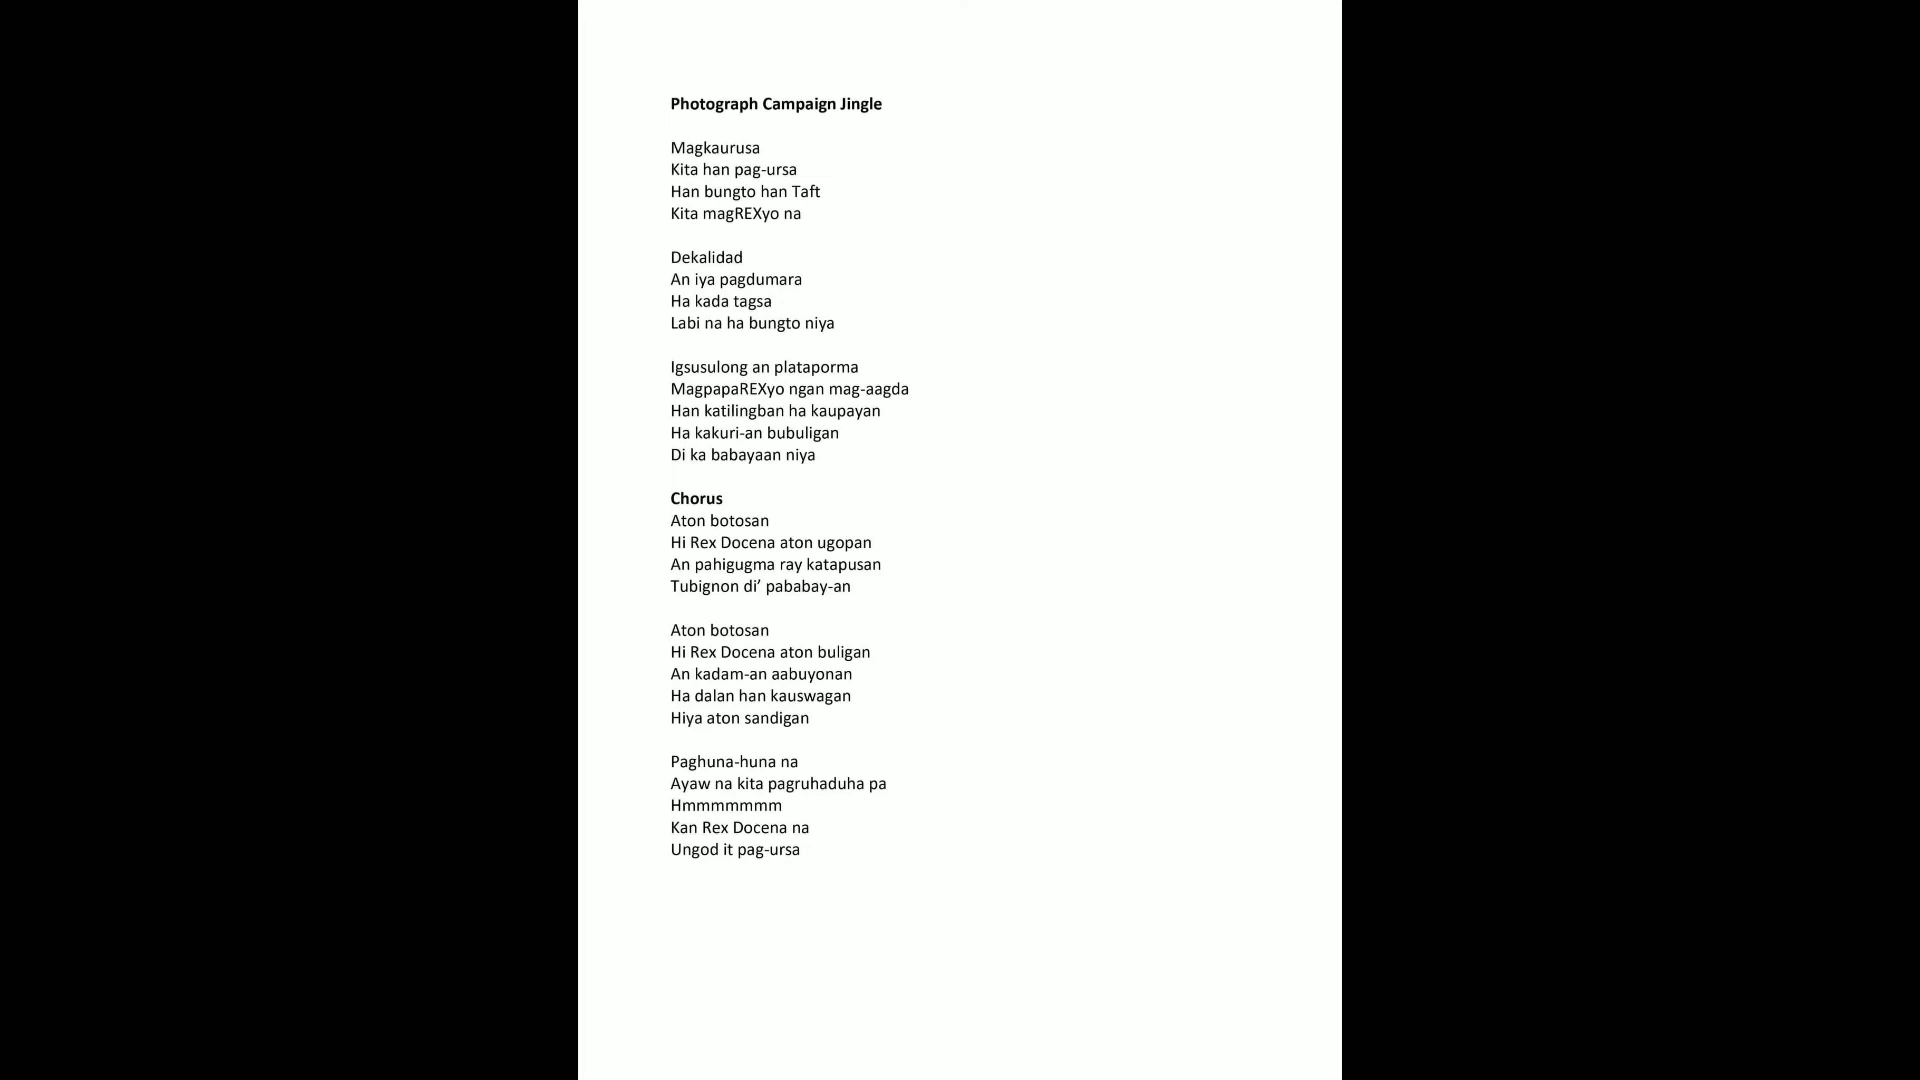 Photograph Campaign Jingle
Magkaurusa
Kita han pag-ursa
Han bungto han Taft
Kita magREXyo na
Dekalidad
An iya pagdumara
Ha kada tagsa
Labi na ha bungto niya
Igsusulong an plataporma
MagpapaREXyo ngan mag-aagda
Han katilingban ha kaupayan
Ha kakuri-an bubuligan
Di ka babayaan niya
Chorus
Aton botosan
Hi Rex Docena aton ugopan
An pahigugma ray katapusan
Tubignon di’ pababay-an
Aton botosan
Hi Rex Docena aton buligan
An kadam-an aabuyonan
Ha dalan han kauswagan
Hiya aton sandigan
Paghuna-huna na
Ayaw na kita pagruhaduha pa
Hmmmmmmm
Kan Rex Docena na
Ungod it pag-ursa